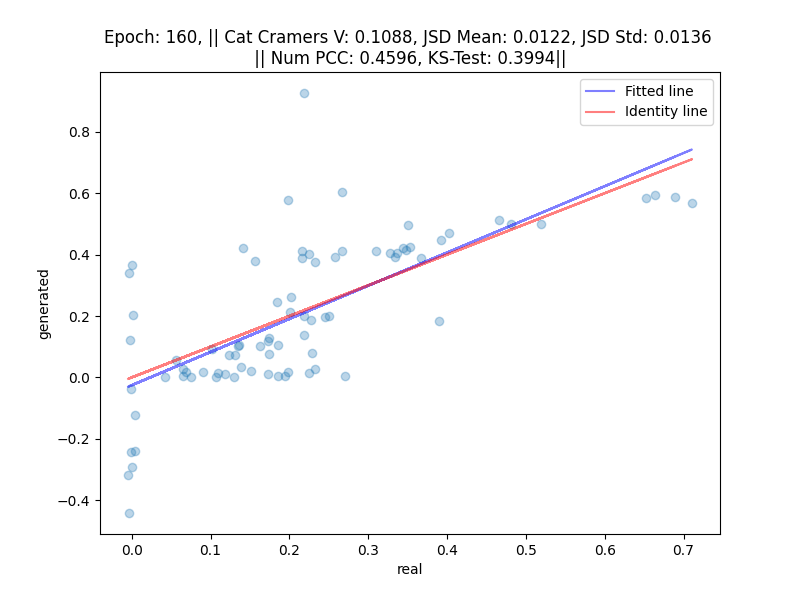 Epoch: 160, || Cat Cramers V: 0.1088, JSD Mean: 0.0122, JSD Std: 0.0136
|| Num PCC: 0.4596, KS-Test: 0.3994||
Fitted line
Identity line
0.8
0.6
0.4
0.2
0.0
−0.2
−0.4
generated
0.0 0.1 0.2 0.3 0.4 0.5 0.6 0.7
real